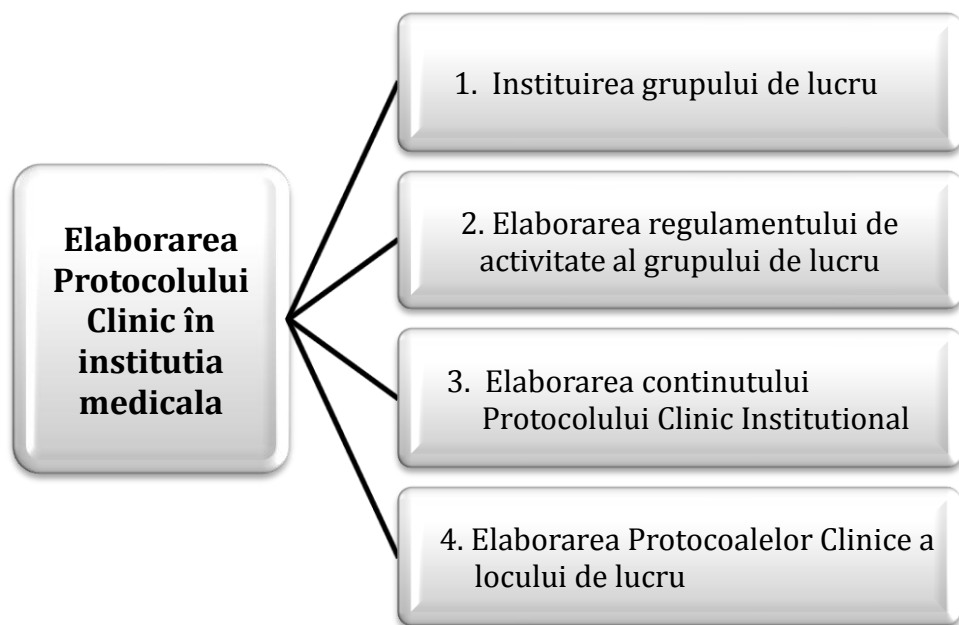 Elaborarea
Protocolului
Clinic în
institutia
medicala
1. Instituirea grupului de lucru
2. Elaborarea regulamentului de
activitate al grupului de lucru
3. Elaborarea continutului
Protocolului Clinic Institutional
4. Elaborarea Protocoalelor Clinice a
locului de lucru